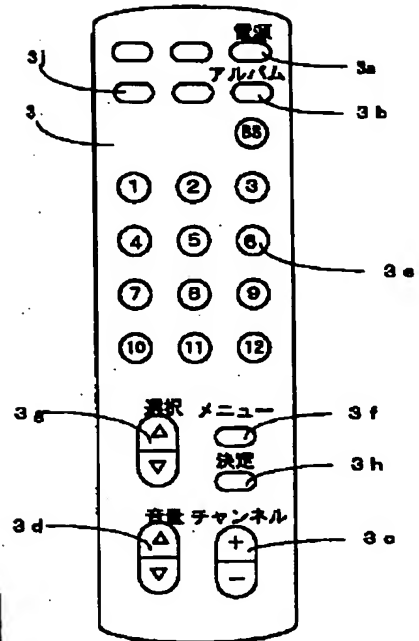 電源
3j
3a
アルバム
3.
3b
BS
1 2 3
4 5 6
3e
7 8 9
10 11 12
選択 メニュー
3g
3f
決定
3h
音量 チャンネル
3d
+
3c
−